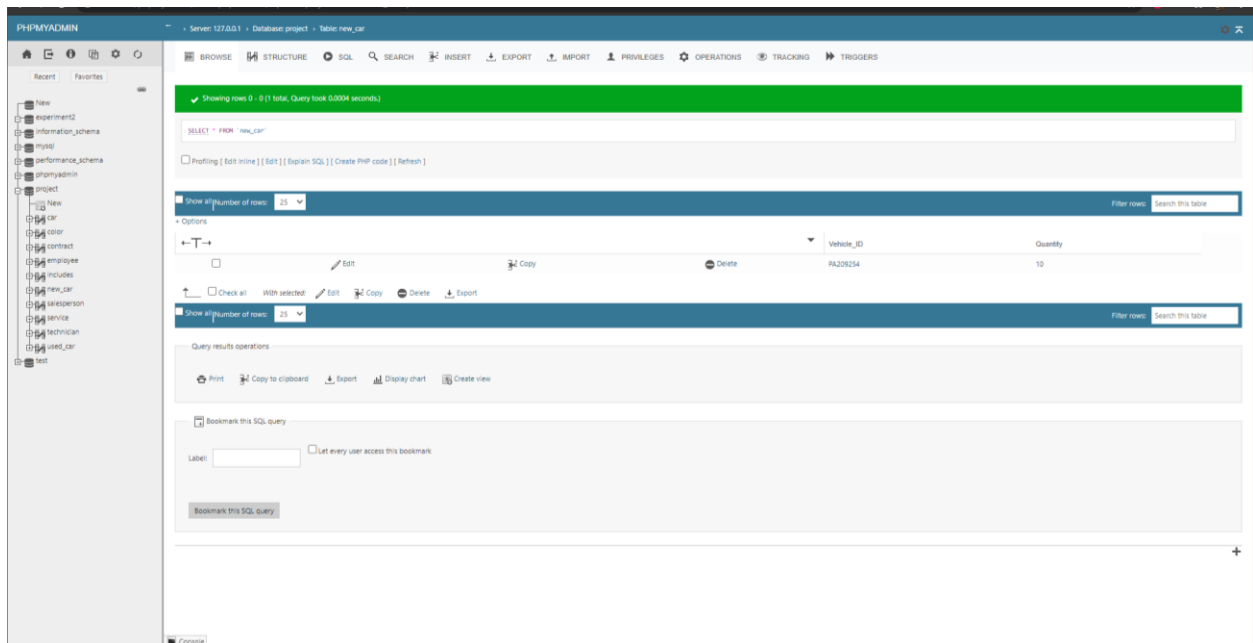 PHPMYADMIN
Server: 127.0.0.1 › Database: project › Table: new_car
Recent Favorites
New
experiment2
information_schema
mysql
performance_schema
phpmyadmin
project
New
car
color
contract
employee
includes
new_car
salesperson
service
technician
used_car
test
BROWSE STRUCTURE SQL SEARCH INSERT EXPORT IMPORT PRIVILEGES OPERATIONS TRACKING TRIGGERS
Showing rows 0 - 0 (1 total, Query took 0.0004 seconds.)
SELECT * FROM `new_car`
Profiling [ Edit inline ] [ Edit ] [ Explain SQL ] [ Create PHP code ] [ Refresh ]
Show all Number of rows: 25 Filter rows: Search this table
+ Options
←T→ Vehicle_ID Quantity
Edit Copy Delete PA209254 10
Check all With selected: Edit Copy Delete Export
Show all Number of rows: 25 Filter rows: Search this table
Query results operations
Print Copy to clipboard Export Display chart Create view
Bookmark this SQL query
Label: Let every user access this bookmark
Bookmark this SQL query
Console